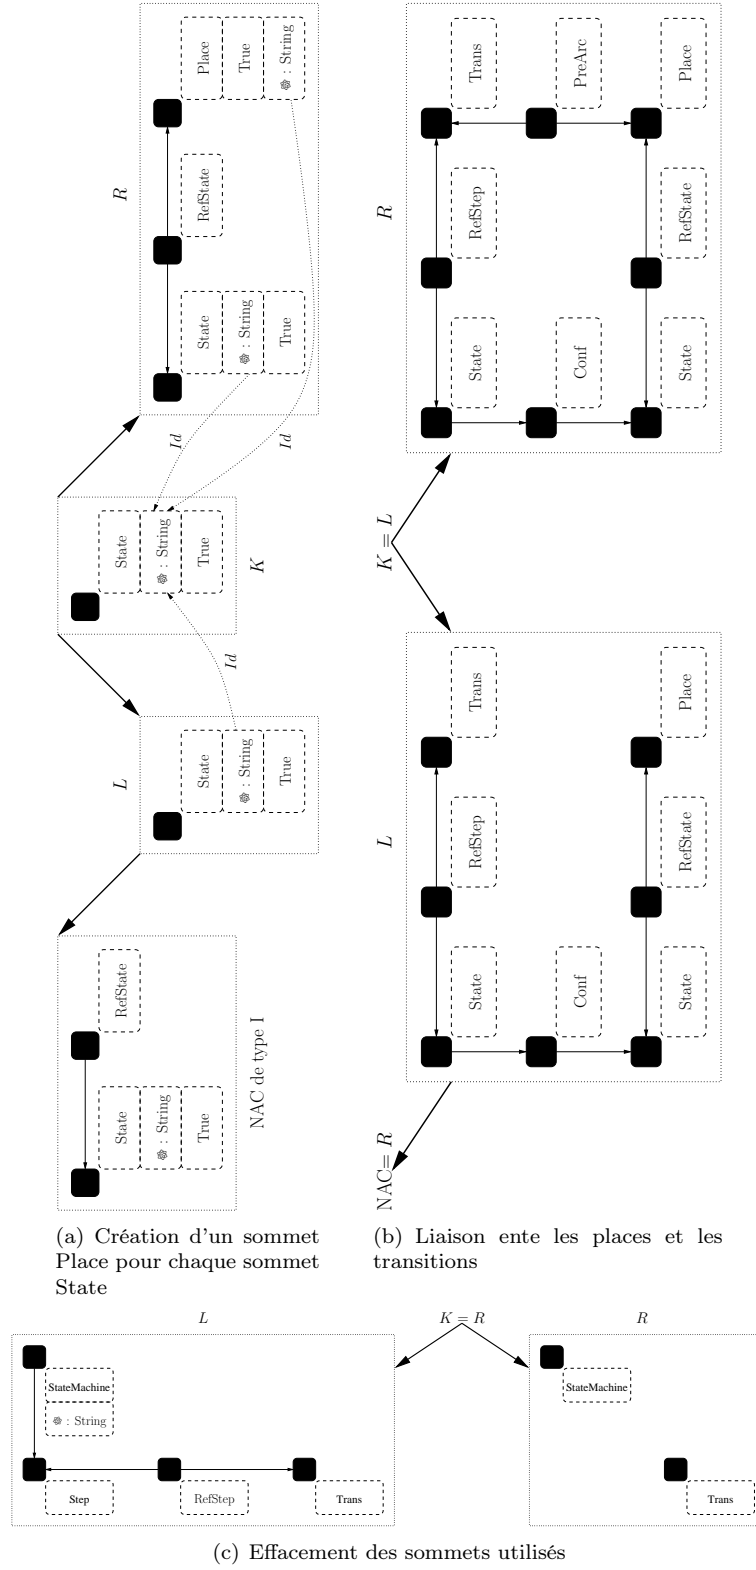 NAC de type I
State
❁ : String
True
RefState
L
State
❁ : String
True
Id
K
State
❁ : String
True
Id
Id
R
State
❁ : String
True
RefState
Place
True
❁ : String
(a) Création d'un sommet
Place pour chaque sommet
State
NAC= R
L
State
RefStep
Trans
Conf
State
RefState
Place
K = L
R
State
RefStep
Trans
Conf
PreArc
State
RefState
Place
(b) Liaison ente les places et les
transitions
L
K = R
R
StateMachine
❁ : String
Step
RefStep
Trans
StateMachine
Trans
(c) Effacement des sommets utilisés